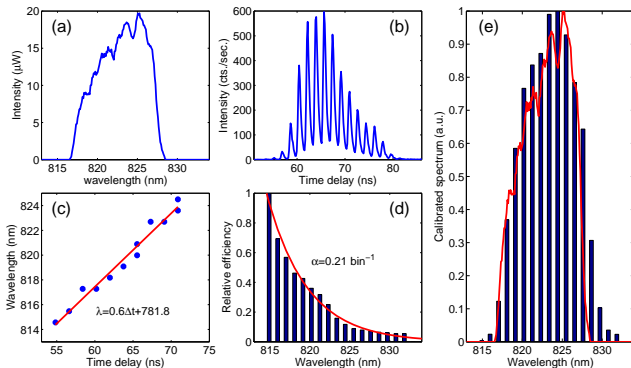 (a)
20
15
10
5
0
Intensity (μW)
815 820 825 830
wavelength (nm)
(b)
600
500
400
300
200
100
0
Intensity (cts./sec.)
60 70 80
Time delay (ns)
(c)
824
822
820
818
816
814
Wavelength (nm)
λ=0.6Δt+781.8
55 60 65 70 75
Time delay (ns)
(d)
1
0.8
0.6
0.4
0.2
0
Relative efficiency
α=0.21 bin⁻¹
815 820 825 830
Wavelength (nm)
(e)
1
0.9
0.8
0.7
0.6
0.5
0.4
0.3
0.2
0.1
0
Calibrated spectrum (a.u.)
815 820 825 830
Wavelength (nm)